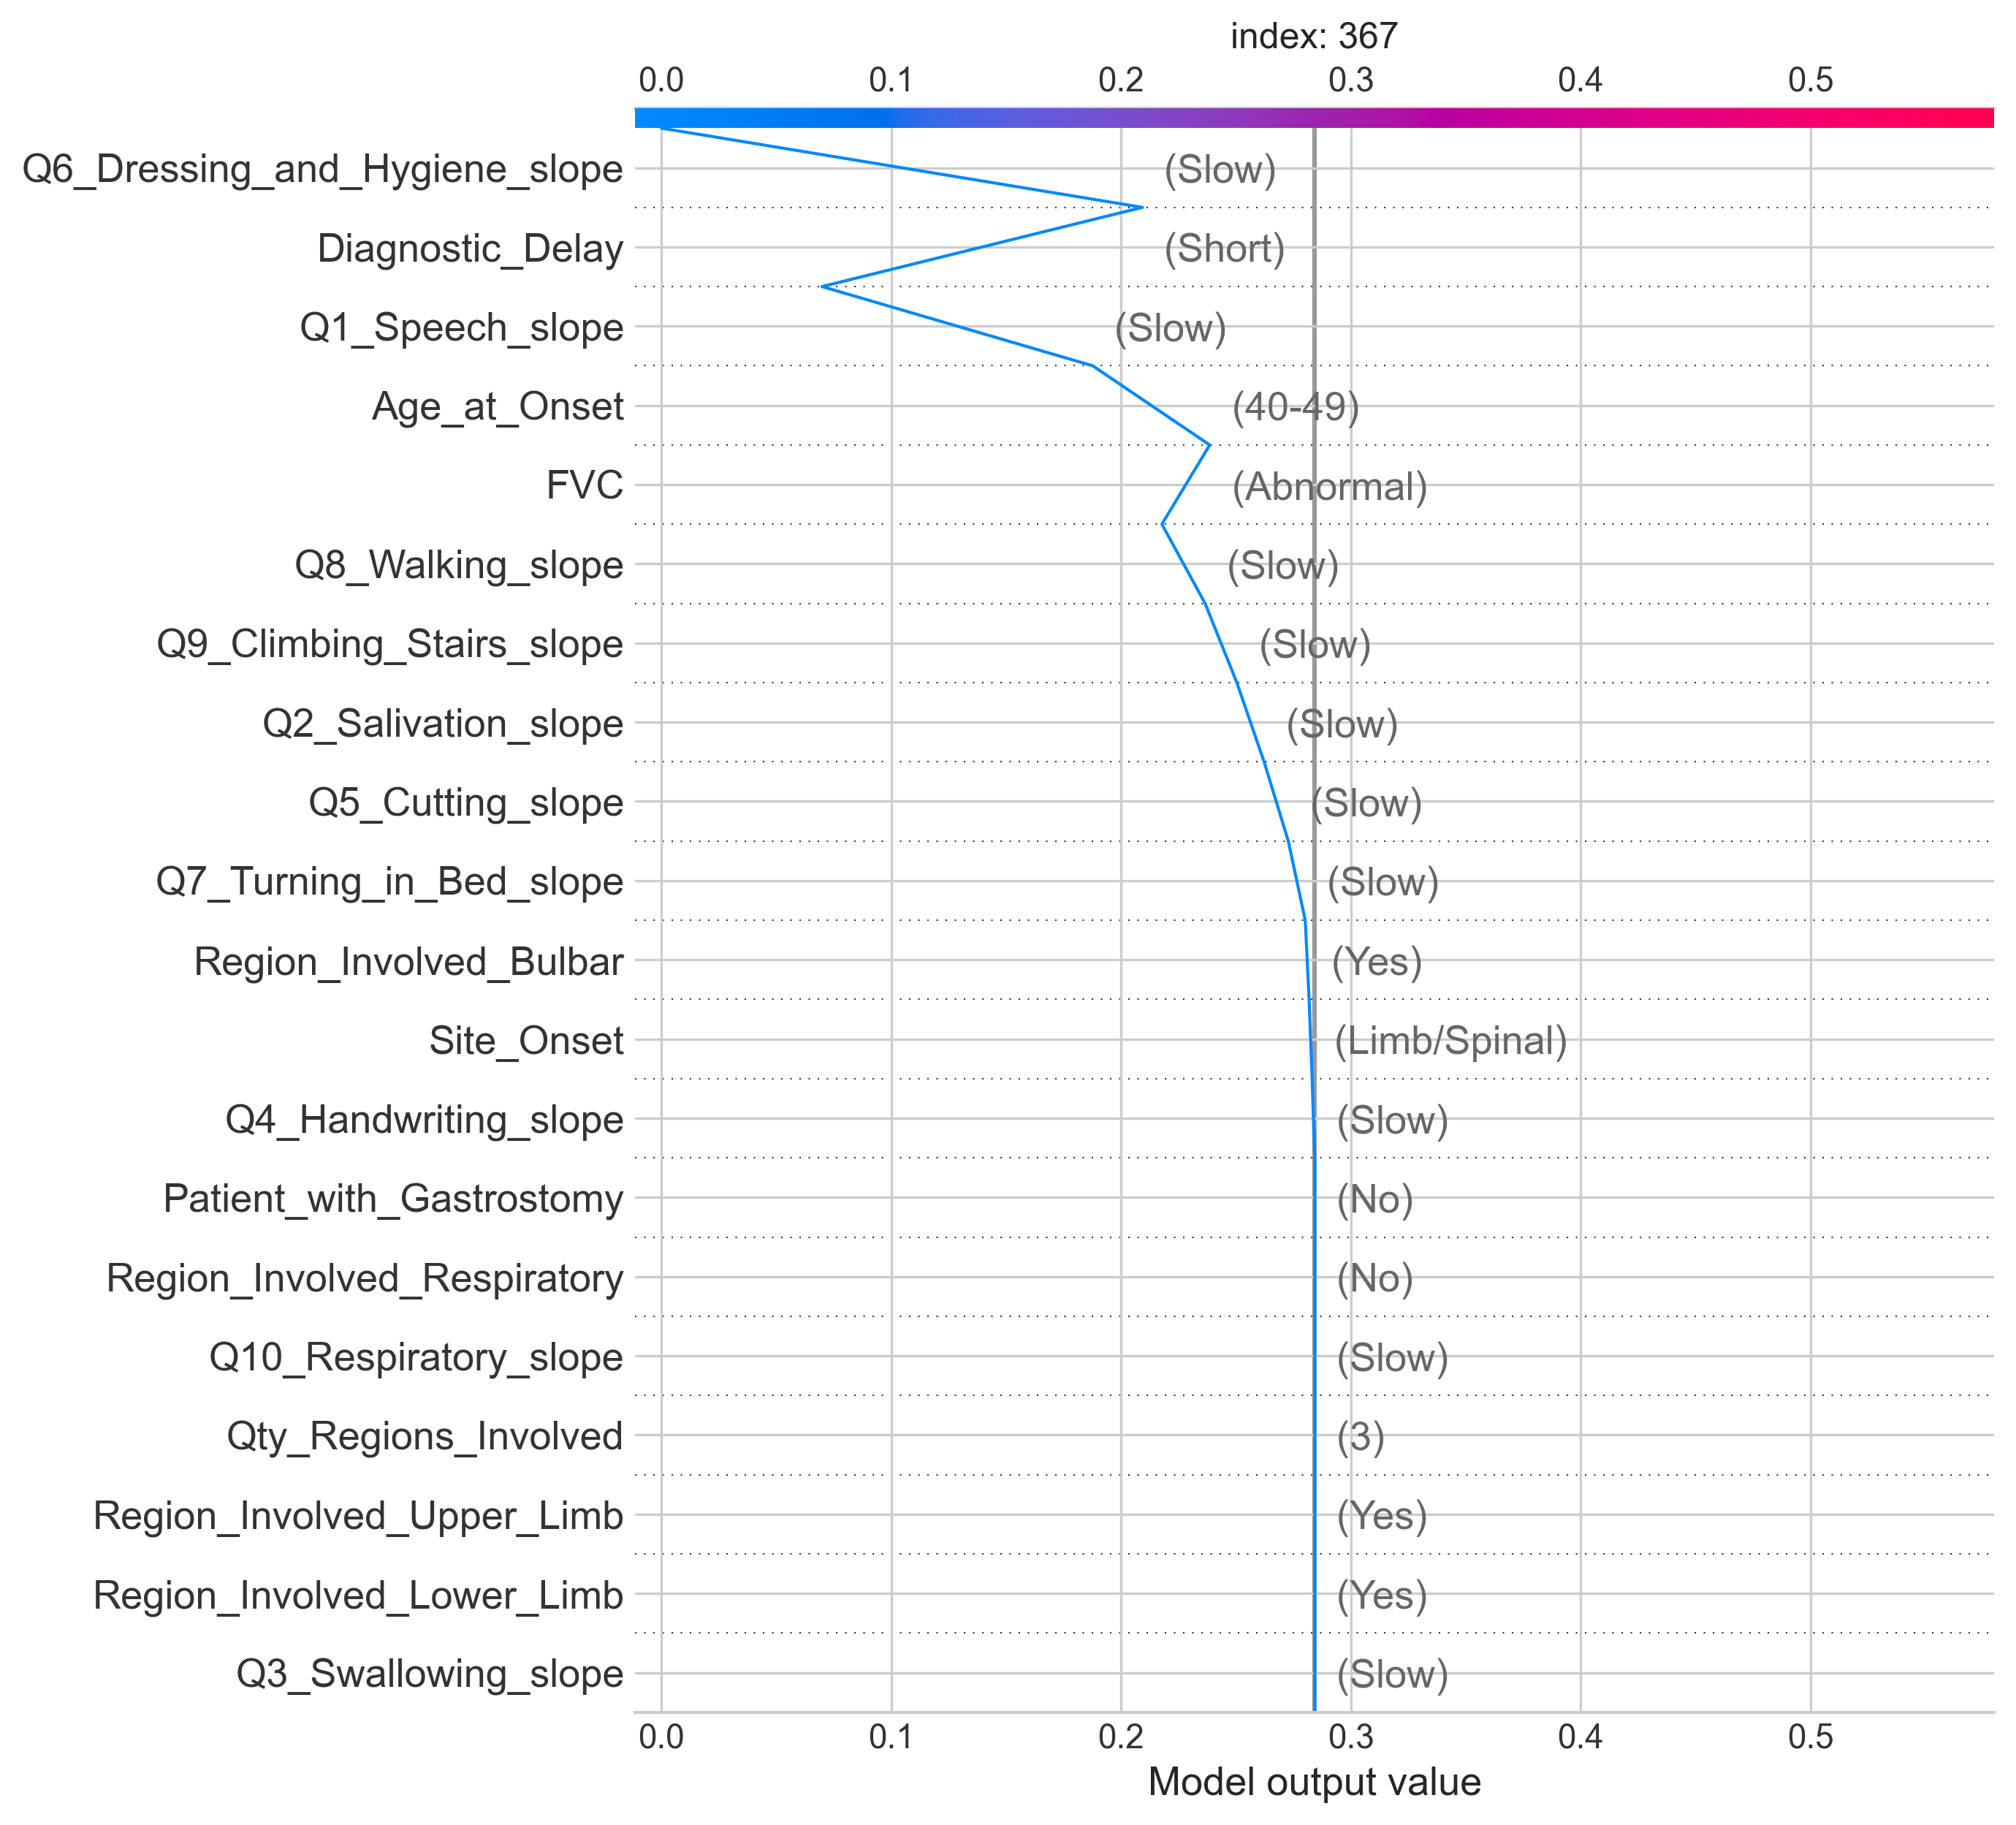 index: 367
0.0 0.1 0.2 0.3 0.4 0.5
Q6_Dressing_and_Hygiene_slope (Slow)
Diagnostic_Delay (Short)
Q1_Speech_slope (Slow)
Age_at_Onset (40-49)
FVC (Abnormal)
Q8_Walking_slope (Slow)
Q9_Climbing_Stairs_slope (Slow)
Q2_Salivation_slope (Slow)
Q5_Cutting_slope (Slow)
Q7_Turning_in_Bed_slope (Slow)
Region_Involved_Bulbar (Yes)
Site_Onset (Limb/Spinal)
Q4_Handwriting_slope (Slow)
Patient_with_Gastrostomy (No)
Region_Involved_Respiratory (No)
Q10_Respiratory_slope (Slow)
Qty_Regions_Involved (3)
Region_Involved_Upper_Limb (Yes)
Region_Involved_Lower_Limb (Yes)
Q3_Swallowing_slope (Slow)
0.0 0.1 0.2 0.3 0.4 0.5
Model output value